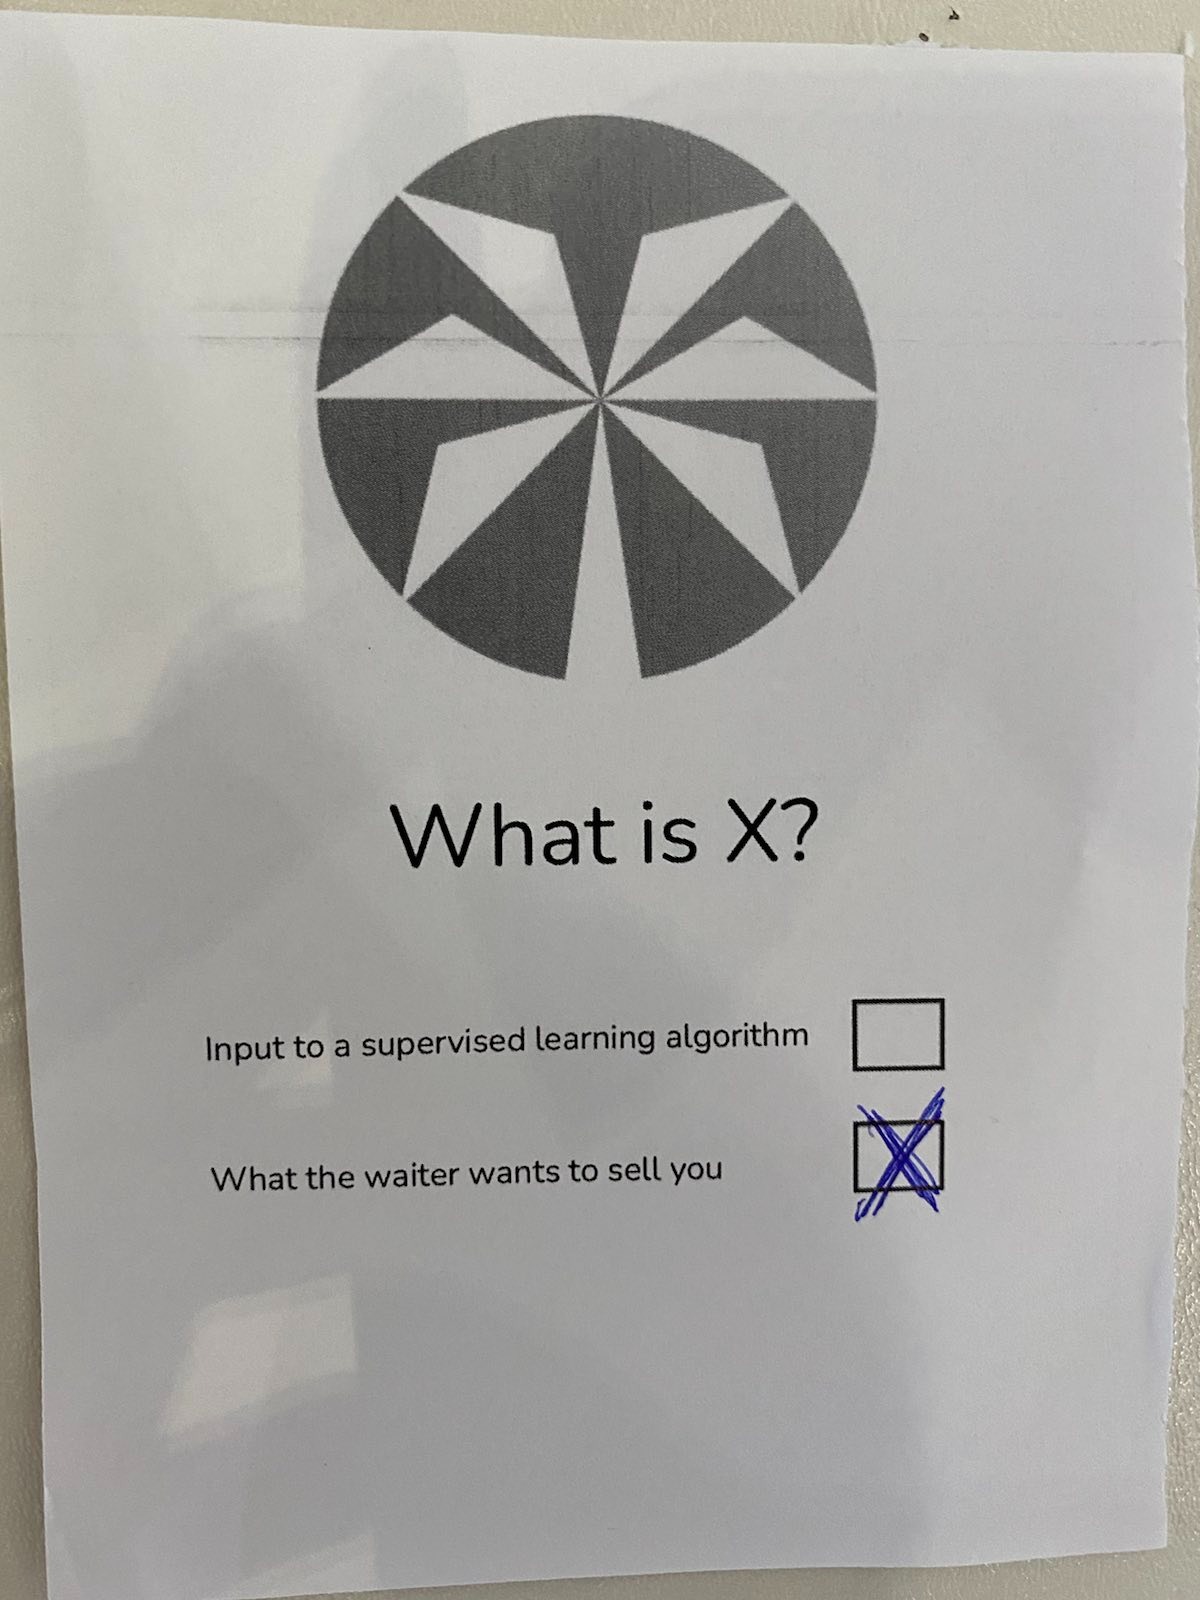 What is X?
Input to a supervised learning algorithm
What the waiter wants to sell you